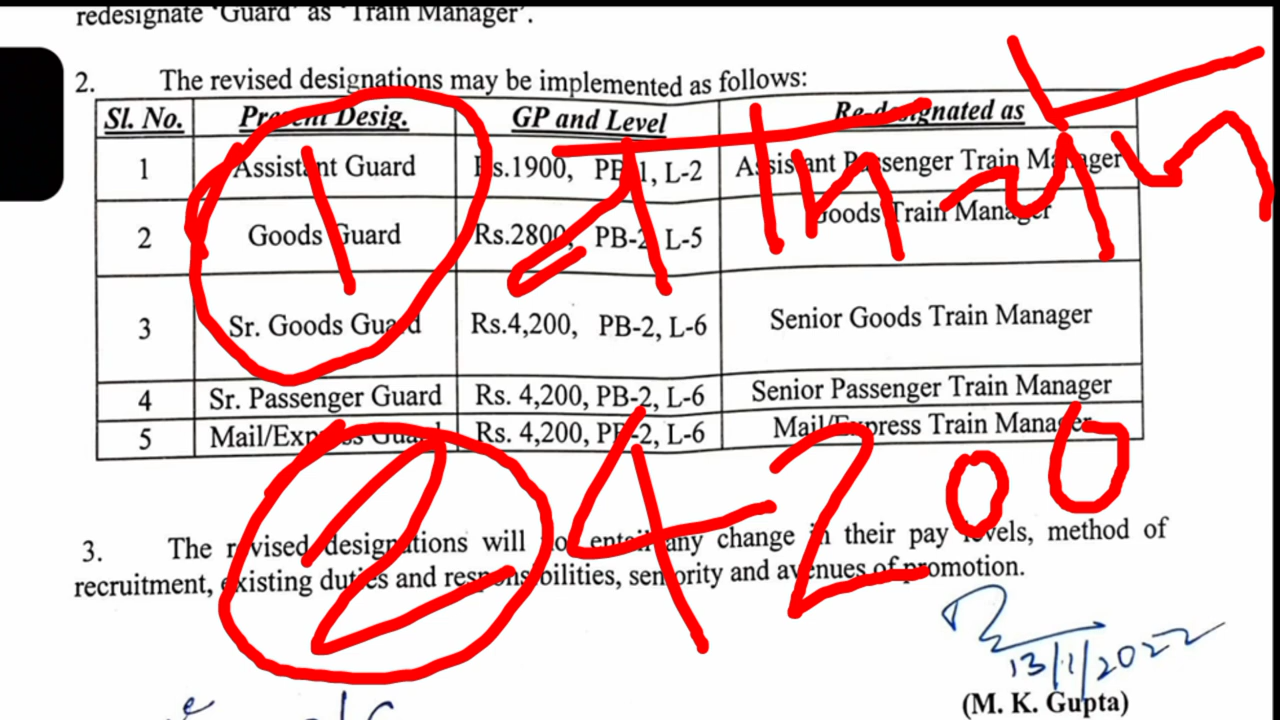 redesignate 'Guard' as 'Train Manager'.
2. The revised designations may be implemented as follows:
Sl. No. Present Desig. GP and Level Re-designated as
1 Assistant Guard Rs.1900, PB-1, L-2 Assistant Passenger Train Manager
2 Goods Guard Rs.2800, PB-2, L-5 Goods Train Manager
3 Sr. Goods Guard Rs.4,200, PB-2, L-6 Senior Goods Train Manager
4 Sr. Passenger Guard Rs. 4,200, PB-2, L-6 Senior Passenger Train Manager
5 Mail/Express Guard Rs. 4,200, PB-2, L-6 Mail/Express Train Manager
1
2 4200
3. The revised designations will not entail any change in their pay levels, method of
recruitment, existing duties and responsibilities, seniority and avenues of promotion.
13/1/2022
(M. K. Gupta)